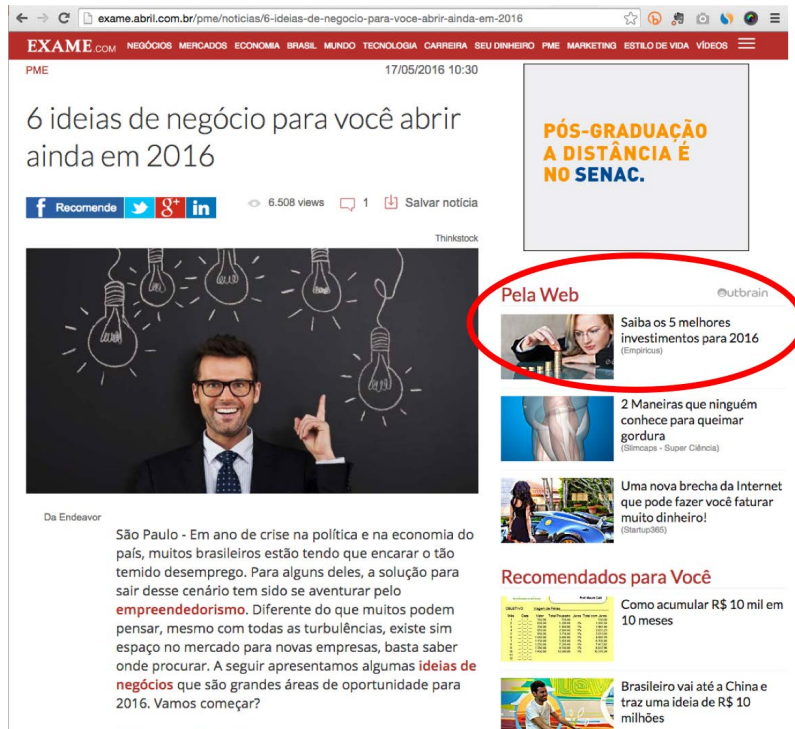 exame.abril.com.br/pme/noticias/6-ideias-de-negocio-para-voce-abrir-ainda-em-2016
EXAME.COM NEGÓCIOS MERCADOS ECONOMIA BRASIL MUNDO TECNOLOGIA CARREIRA SEU DINHEIRO PME MARKETING ESTILO DE VIDA VÍDEOS
PME 17/05/2016 10:30
6 ideias de negócio para você abrir
ainda em 2016
f Recomende g+ in 6.508 views 1 Salvar notícia
Thinkstock
Da Endeavor
São Paulo - Em ano de crise na política e na economia do
país, muitos brasileiros estão tendo que encarar o tão
temido desemprego. Para alguns deles, a solução para
sair desse cenário tem sido se aventurar pelo
empreendedorismo. Diferente do que muitos podem
pensar, mesmo com todas as turbulências, existe sim
espaço no mercado para novas empresas, basta saber
onde procurar. A seguir apresentamos algumas ideias de
negócios que são grandes áreas de oportunidade para
2016. Vamos começar?
PÓS-GRADUAÇÃO
A DISTÂNCIA É
NO SENAC.
Pela Web Outbrain
Saiba os 5 melhores
investimentos para 2016
(Empiricus)
2 Maneiras que ninguém
conhece para queimar
gordura
(Slimcaps - Super Ciência)
Uma nova brecha da Internet
que pode fazer você faturar
muito dinheiro!
(Startup365)
Recomendados para Você
Como acumular R$ 10 mil em
10 meses
Brasileiro vai até a China e
traz uma ideia de R$ 10
milhões